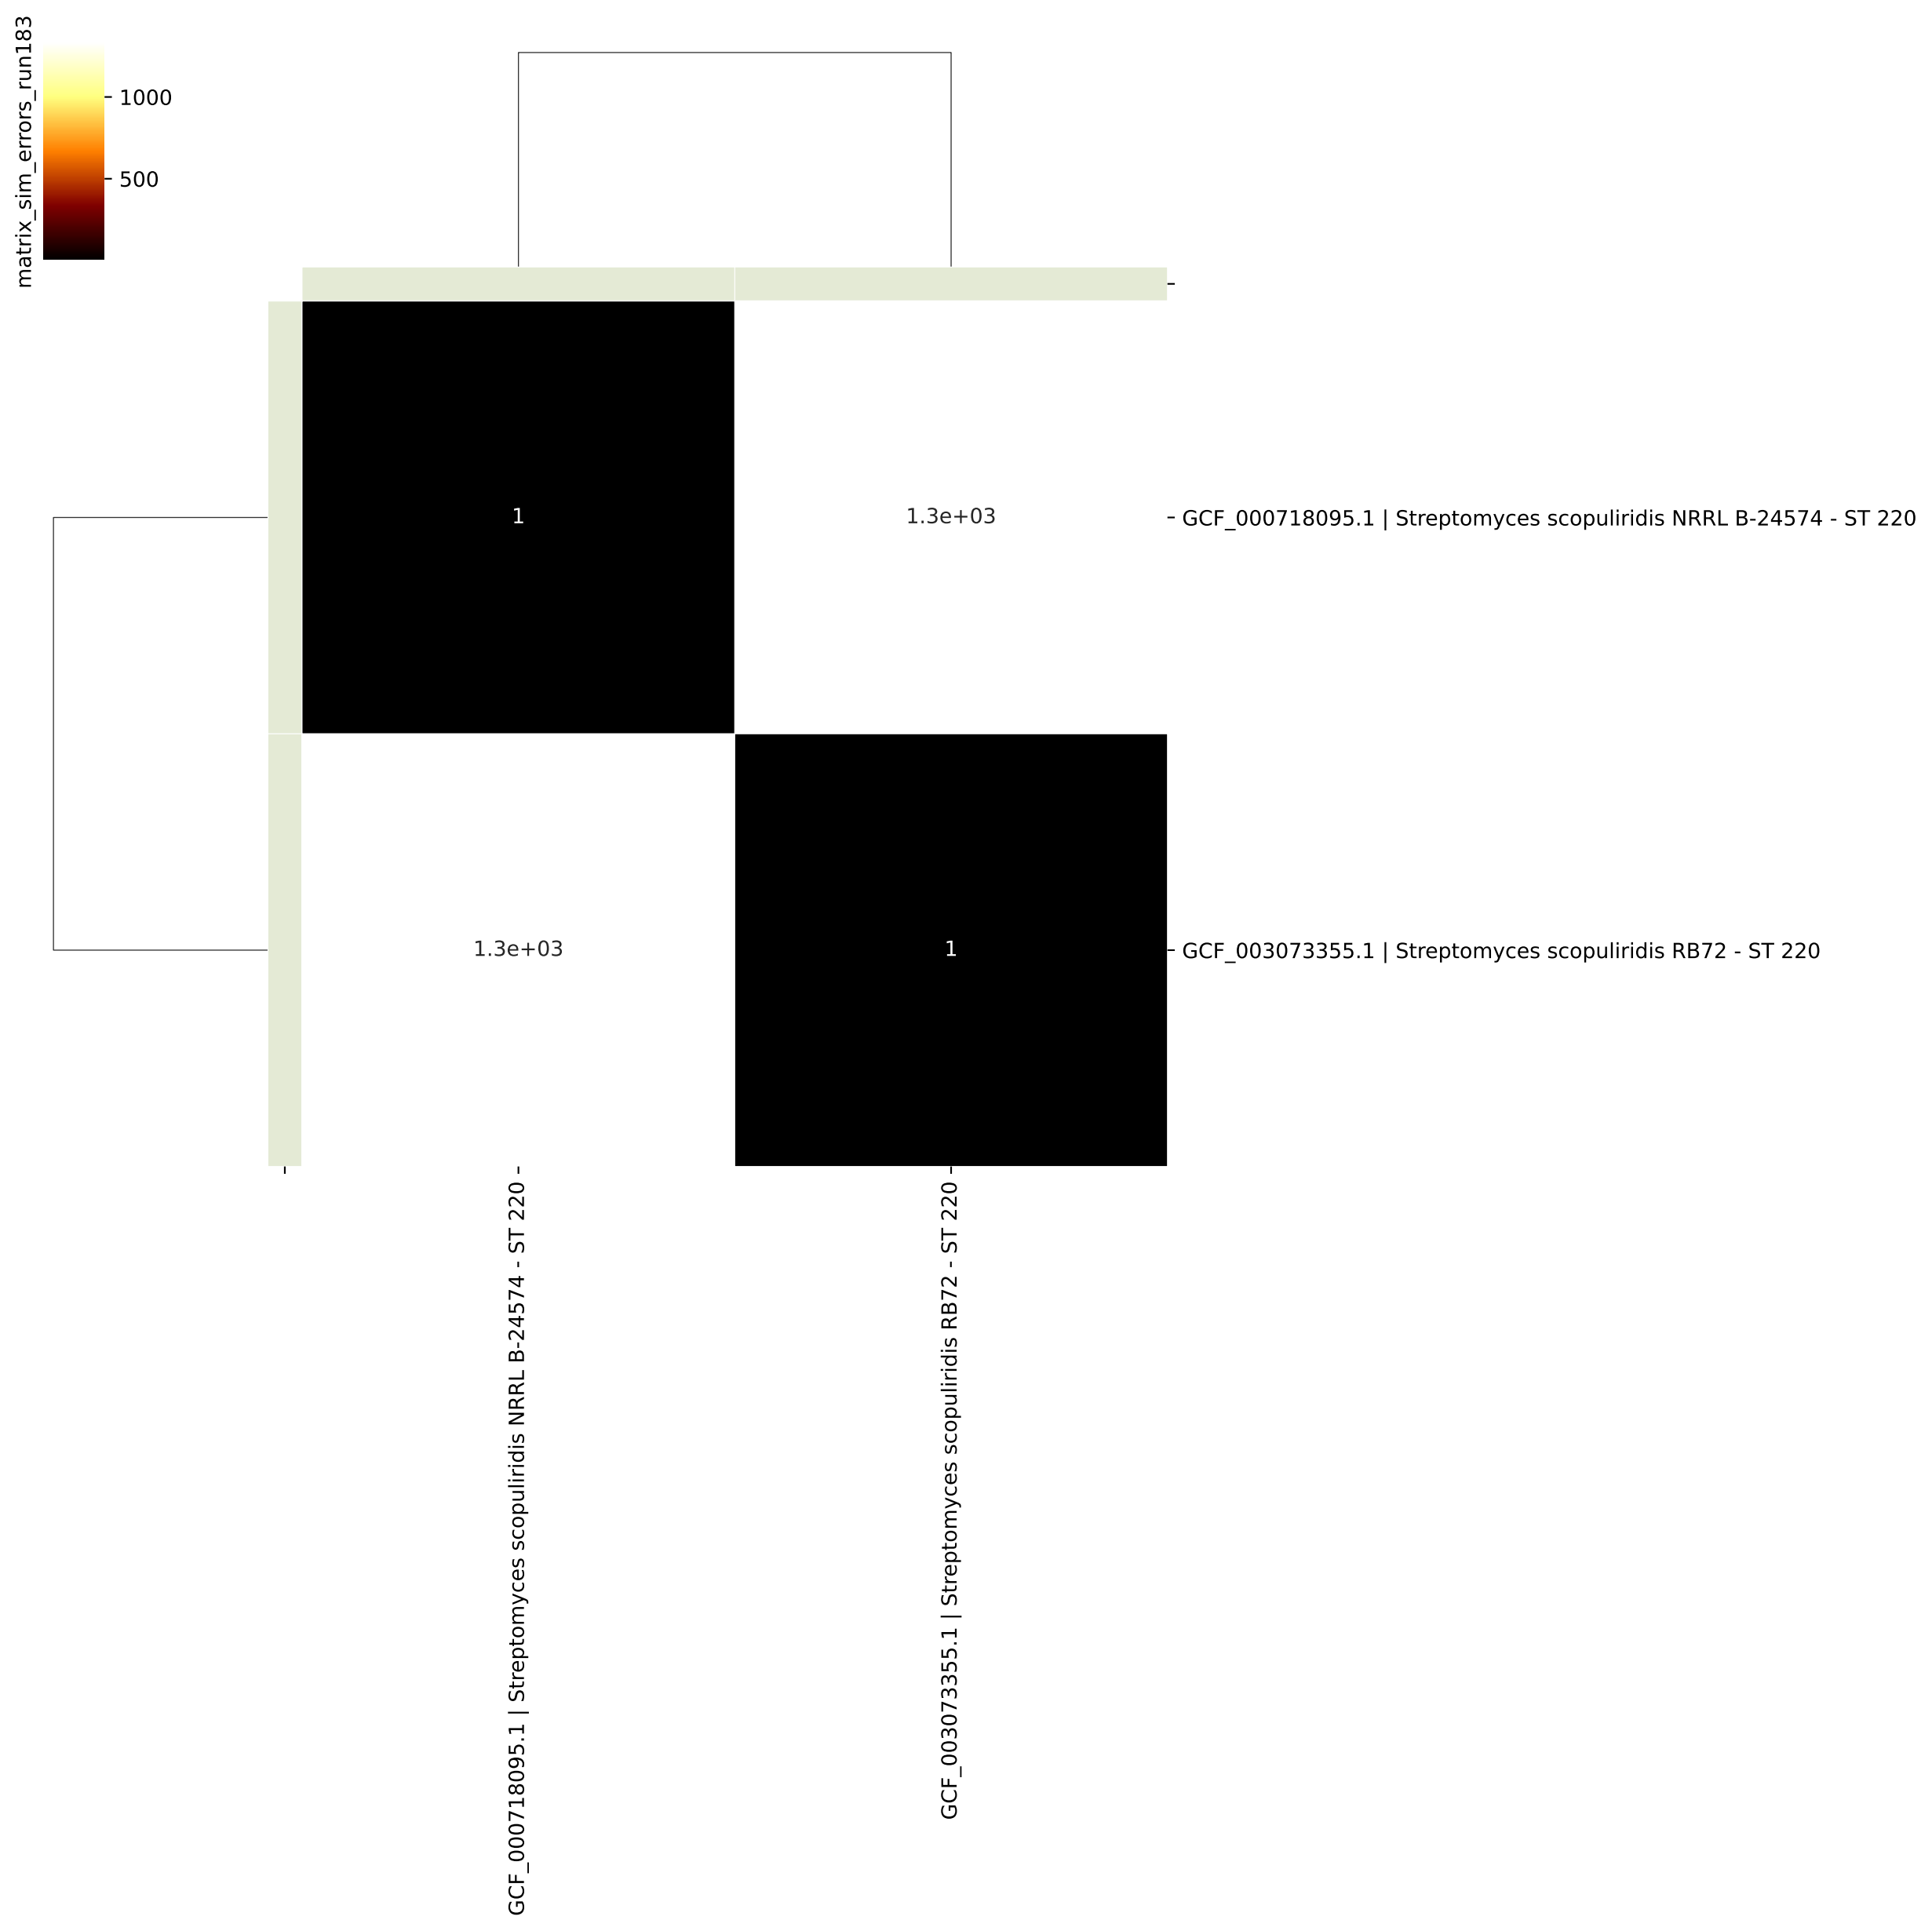 matrix_sim_errors_run183
1000
500
1
1.3e+03
GCF_000718095.1 | Streptomyces scopuliridis NRRL B-24574 - ST 220
1.3e+03
1
GCF_003073355.1 | Streptomyces scopuliridis RB72 - ST 220
GCF_000718095.1 | Streptomyces scopuliridis NRRL B-24574 - ST 220
GCF_003073355.1 | Streptomyces scopuliridis RB72 - ST 220